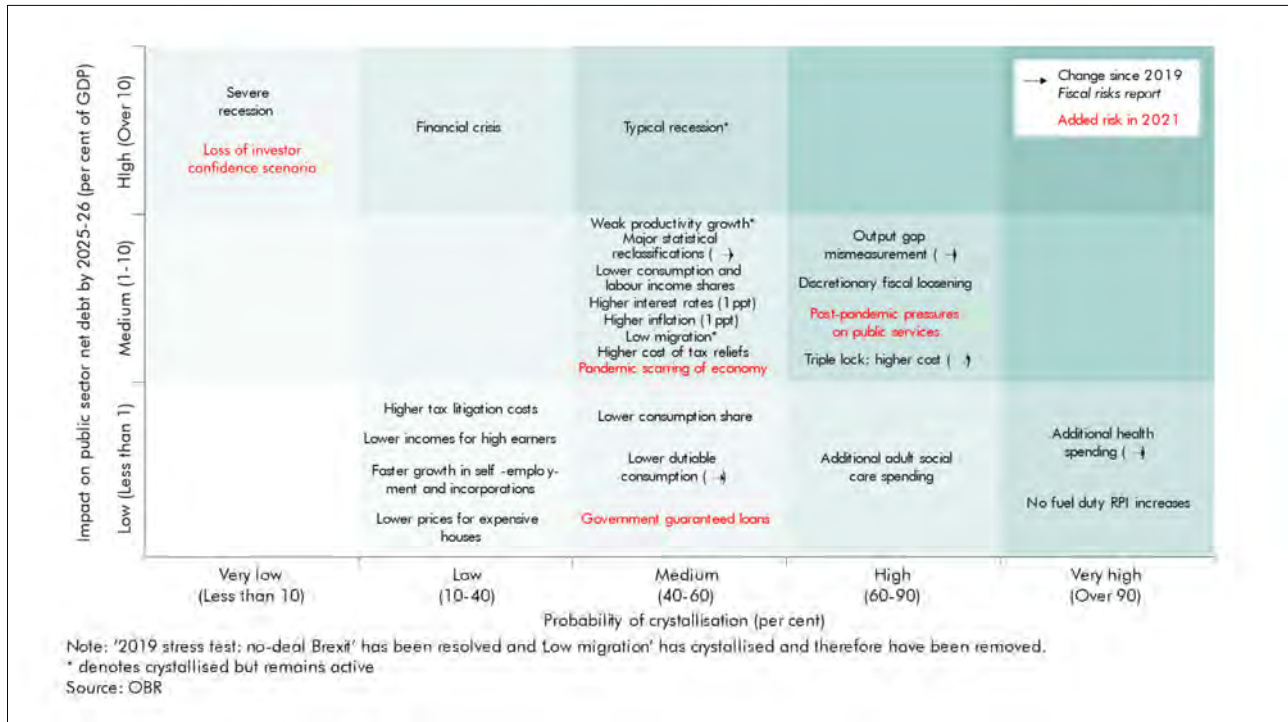 Impact on public sector net debt by 2025-26 (per cent of GDP)
HIgh (Over 10)
Medium (1-10)
Low (Less than 1)
Severe
recession
Loss of investor
confidence scenario
Financial crisis
Typical recession*
→ Change since 2019
Fiscal risks report
Added risk in 2021
Weak productivity growth*
Major statistical
reclassifications ( →)
Lower consumption and
labour income shares
Higher interest rates (1ppt)
Higher inflation (1ppt)
Low migration*
Higher cost of tax reliefs
Pandemic scarring of economy
Output gap
mismeasurement ( →)
Discretionary fiscal loosening
Post-pandemic pressures
on public services
Triple lock: higher cost ( →)
Higher tax litigation costs
Lower incomes for high earners
Faster growth in self -employ-
ment and incorporations
Lower prices for expensive
houses
Lower consumption share
Lower dutiable
consumption ( →)
Government guaranteed loans
Additional adult social
care spending
Additional health
spending ( →)
No fuel duty RPI increases
Very low
(Less than 10)
Low
(10-40)
Medium
(40-60)
High
(60-90)
Very high
(Over 90)
Probability of crystallisation (per cent)
Note: '2019 stress test: no-deal Brexit' has been resolved and 'Low migration' has crystallised and therefore have been removed.
* denotes crystallised but remains active
Source: OBR